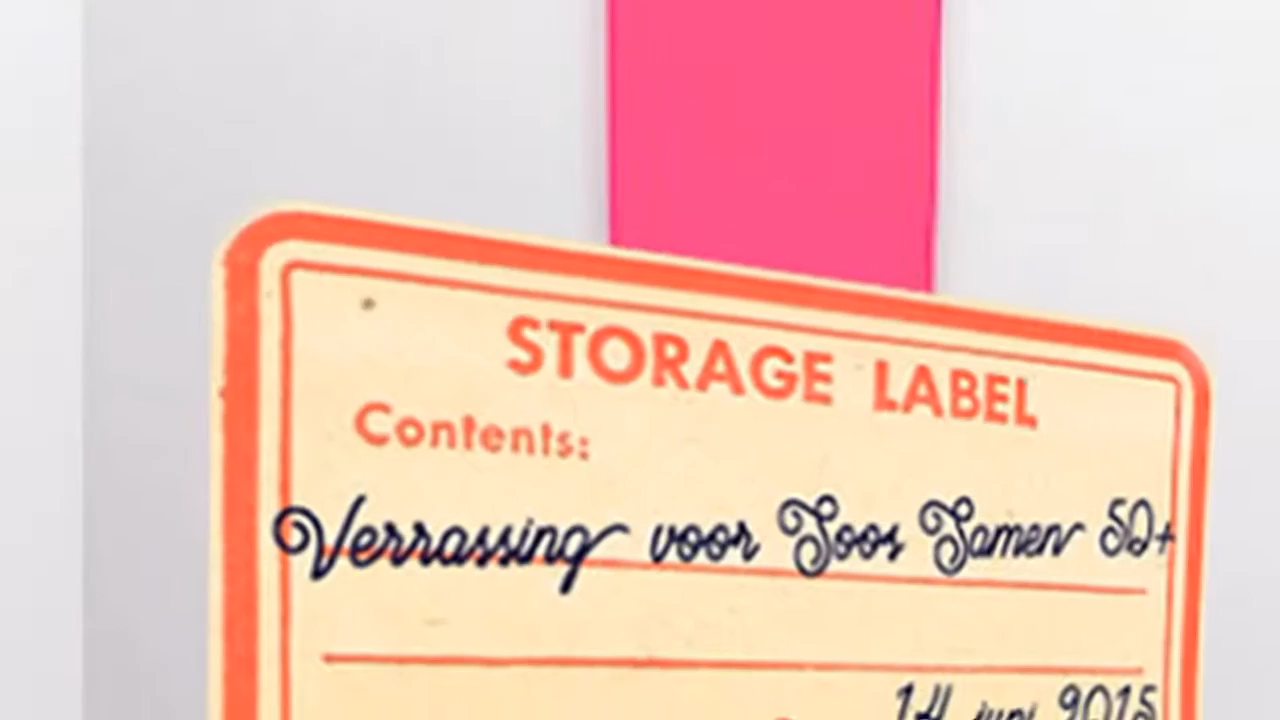 STORAGE LABEL
Contents:
Verrassing voor Soos Samen 50+
14 juni 2015